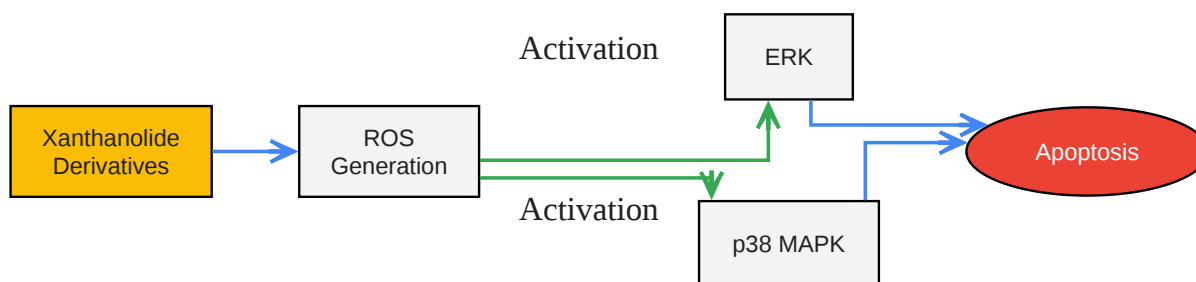 Activation
ERK
Xanthanolide
Derivatives
ROS
Generation
Apoptosis
Activation
p38 MAPK